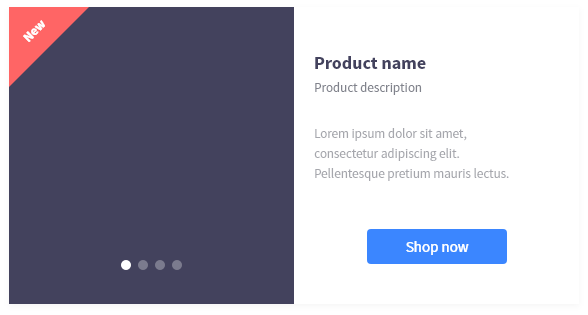 New
Product name
Product description
Lorem ipsum dolor sit amet,
consectetur adipiscing elit.
Pellentesque pretium mauris lectus.
Shop now